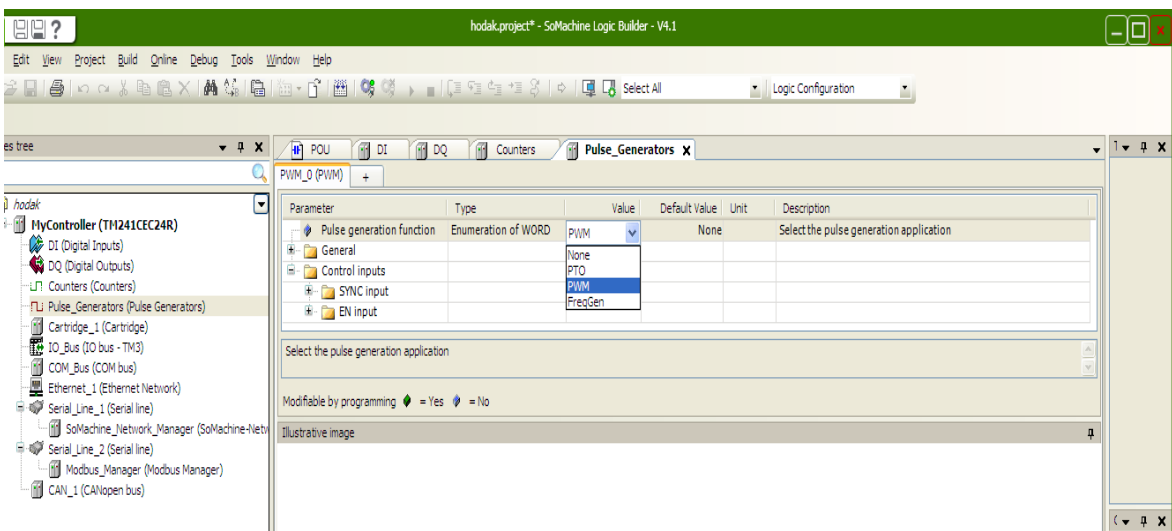 hodak.project* - SoMachine Logic Builder - V4.1
Edit View Project Build Online Debug Tools Window Help
Select All Logic Configuration
es tree
POU DI DQ Counters Pulse_Generators X
PWM_0 (PWM) +
hodak
MyController (TM241CEC24R)
DI (Digital Inputs)
DQ (Digital Outputs)
Counters (Counters)
Pulse_Generators (Pulse Generators)
Cartridge_1 (Cartridge)
IO_Bus (IO bus - TM3)
COM_Bus (COM bus)
Ethernet_1 (Ethernet Network)
Serial_Line_1 (Serial line)
SoMachine_Network_Manager (SoMachine-Netw
Serial_Line_2 (Serial line)
Modbus_Manager (Modbus Manager)
CAN_1 (CANopen bus)
Parameter Type Value Default Value Unit Description
Pulse generation function Enumeration of WORD PWM None Select the pulse generation application
General
Control inputs
SYNC input
EN input
None
PTO
PWM
FreqGen
Select the pulse generation application
Modifiable by programming = Yes = No
Illustrative image